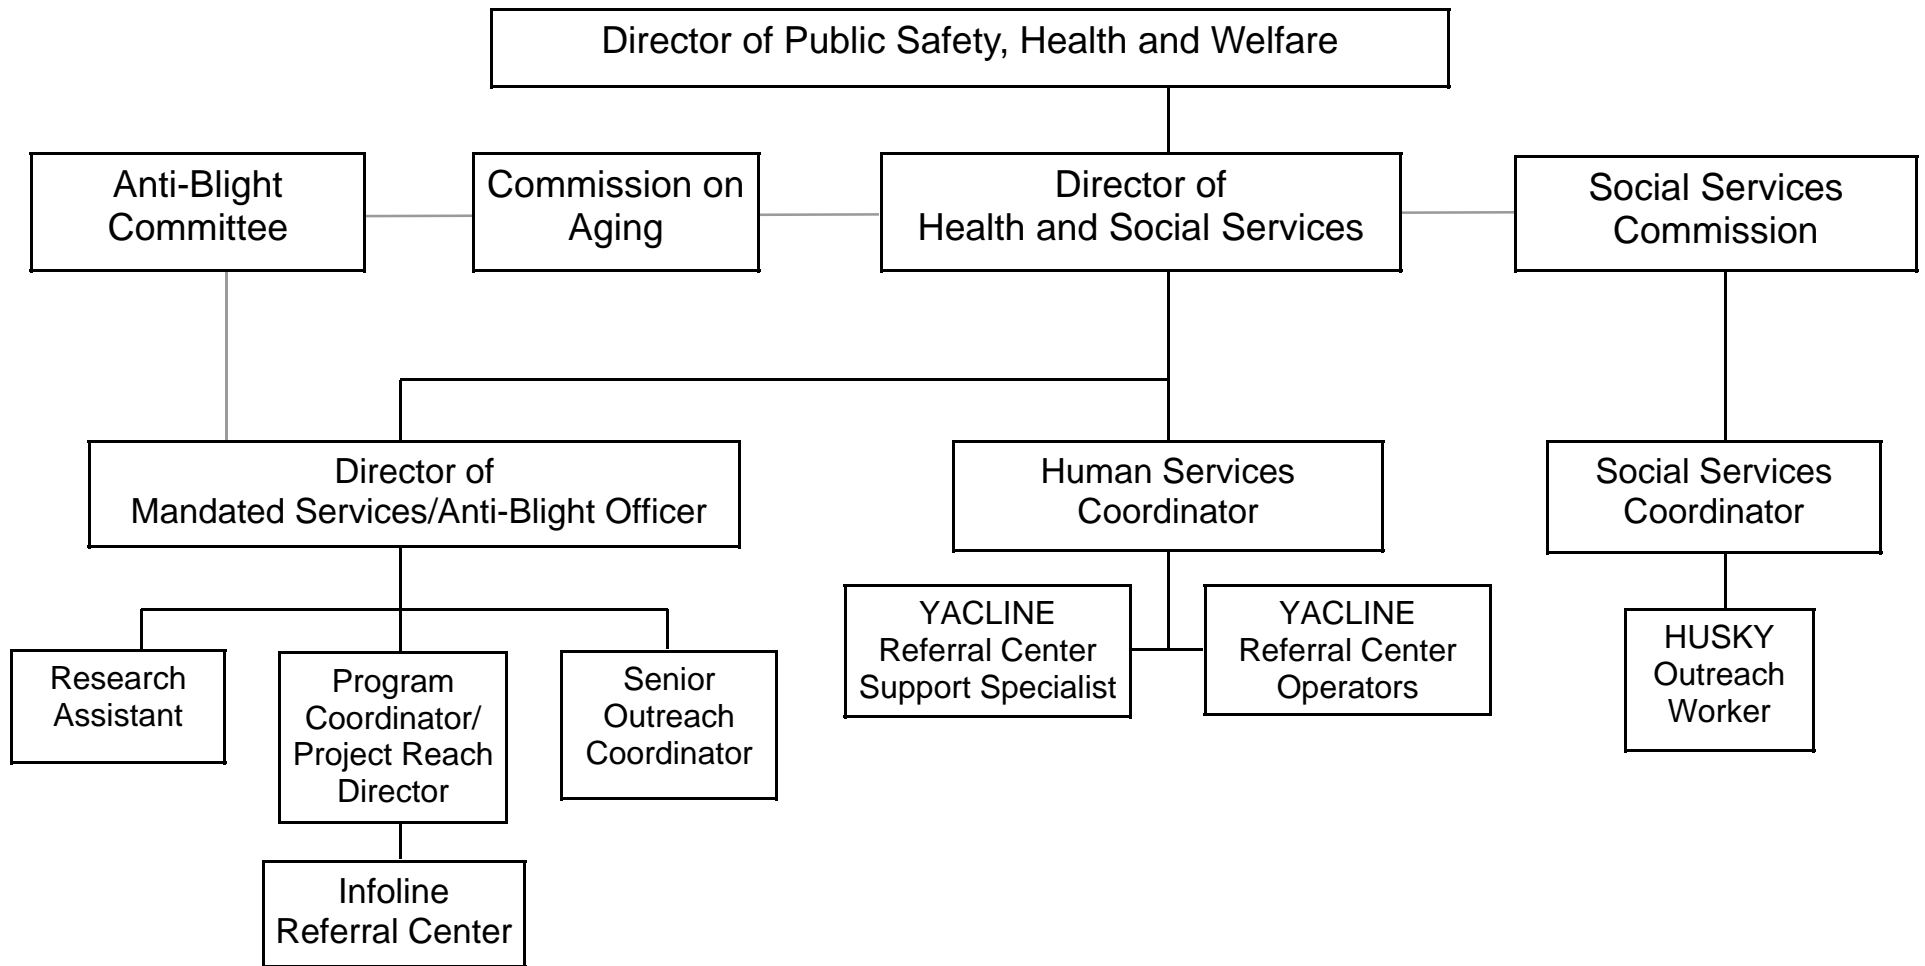 Director of Public Safety, Health and Welfare
Anti-Blight
Committee
Commission on
Aging
Director of
Health and Social Services
Social Services
Commission
Director of
Mandated Services/Anti-Blight Officer
Human Services
Coordinator
Social Services
Coordinator
Research
Assistant
Program
Coordinator/
Project Reach
Director
Senior
Outreach
Coordinator
YACLINE
Referral Center
Support Specialist
YACLINE
Referral Center
Operators
HUSKY
Outreach
Worker
Infoline
Referral Center